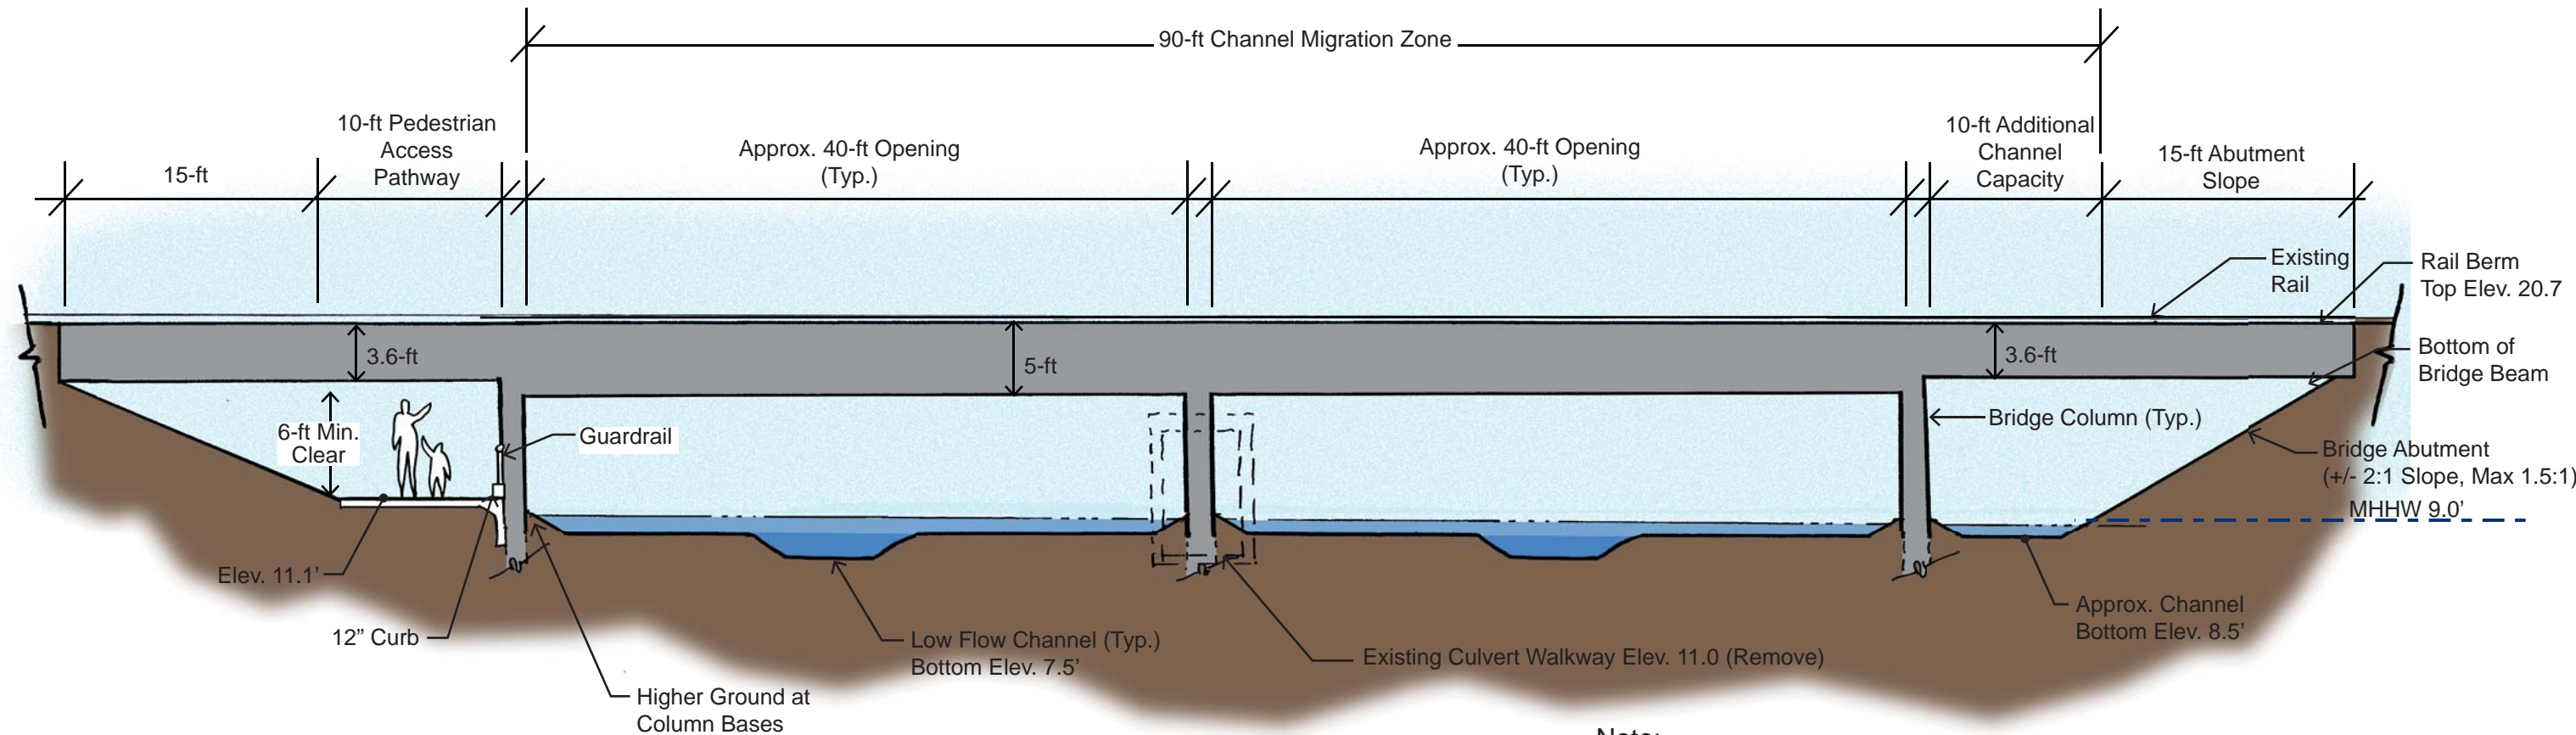 90-ft Channel Migration Zone
15-ft
10-ft Pedestrian
Access
Pathway
Approx. 40-ft Opening
(Typ.)
Approx. 40-ft Opening
(Typ.)
10-ft Additional
Channel
Capacity
15-ft Abutment
Slope
Existing
Rail
Rail Berm
Top Elev. 20.7
3.6-ft
5-ft
3.6-ft
Bottom of
Bridge Beam
6-ft Min.
Clear
Guardrail
Bridge Column (Typ.)
Bridge Abutment
(+/- 2:1 Slope, Max 1.5:1)
MHHW 9.0’
Elev. 11.1’
12” Curb
Low Flow Channel (Typ.)
Bottom Elev. 7.5’
Existing Culvert Walkway Elev. 11.0 (Remove)
Approx. Channel
Bottom Elev. 8.5’
Higher Ground at
Column Bases
Note: